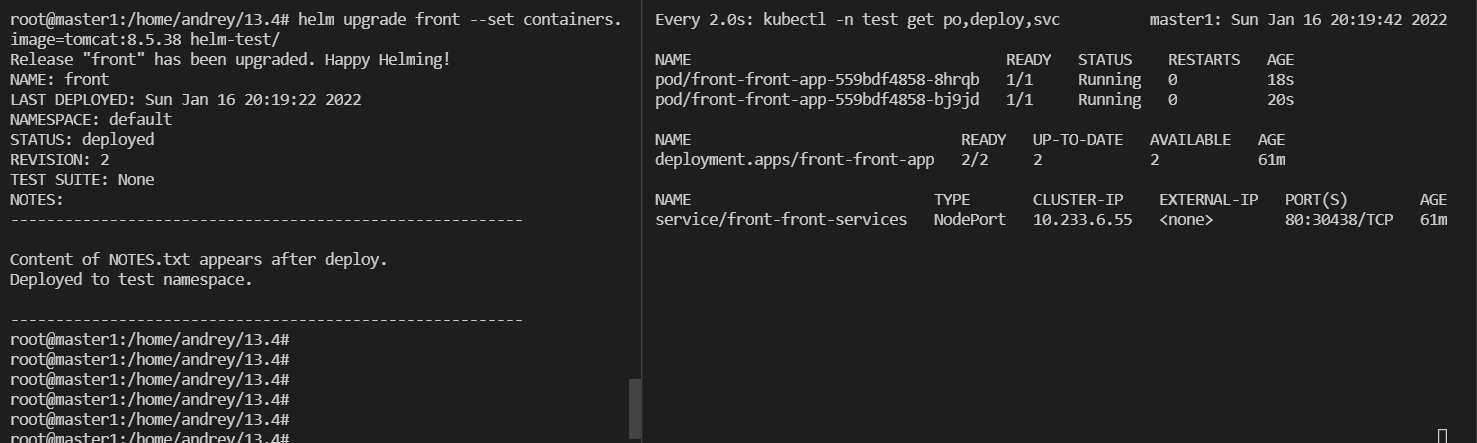 root@master1:/home/andrey/13.4# helm upgrade front --set containers.
image=tomcat:8.5.38 helm-test/
Release "front" has been upgraded. Happy Helming!
NAME: front
LAST DEPLOYED: Sun Jan 16 20:19:22 2022
NAMESPACE: default
STATUS: deployed
REVISION: 2
TEST SUITE: None
NOTES:
---------------------------------------------------------
Content of NOTES.txt appears after deploy.
Deployed to test namespace.
---------------------------------------------------------
root@master1:/home/andrey/13.4#
root@master1:/home/andrey/13.4#
root@master1:/home/andrey/13.4#
root@master1:/home/andrey/13.4#
root@master1:/home/andrey/13.4#
root@master1:/home/andrey/13.4#
Every 2.0s: kubectl -n test get po,deploy,svc master1: Sun Jan 16 20:19:42 2022
NAME READY STATUS RESTARTS AGE
pod/front-front-app-559bdf4858-8hrqb 1/1 Running 0 18s
pod/front-front-app-559bdf4858-bj9jd 1/1 Running 0 20s
NAME READY UP-TO-DATE AVAILABLE AGE
deployment.apps/front-front-app 2/2 2 2 61m
NAME TYPE CLUSTER-IP EXTERNAL-IP PORT(S) AGE
service/front-front-services NodePort 10.233.6.55 <none> 80:30438/TCP 61m